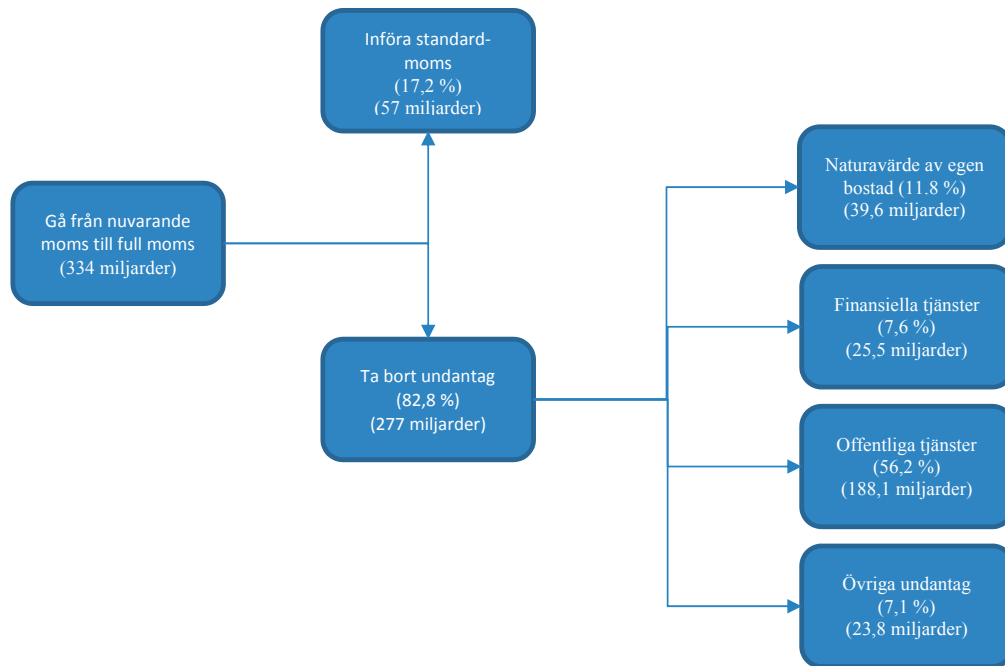 Införa standard-
moms
(17,2 %)
(57 miljarder)
Gå från nuvarande
moms till full moms
(334 miljarder)
Ta bort undantag
(82,8 %)
(277 miljarder)
Naturavärde av egen
bostad (11.8 %)
(39,6 miljarder)
Finansiella tjänster
(7,6 %)
(25,5 miljarder)
Offentliga tjänster
(56,2 %)
(188,1 miljarder)
Övriga undantag
(7,1 %)
(23,8 miljarder)